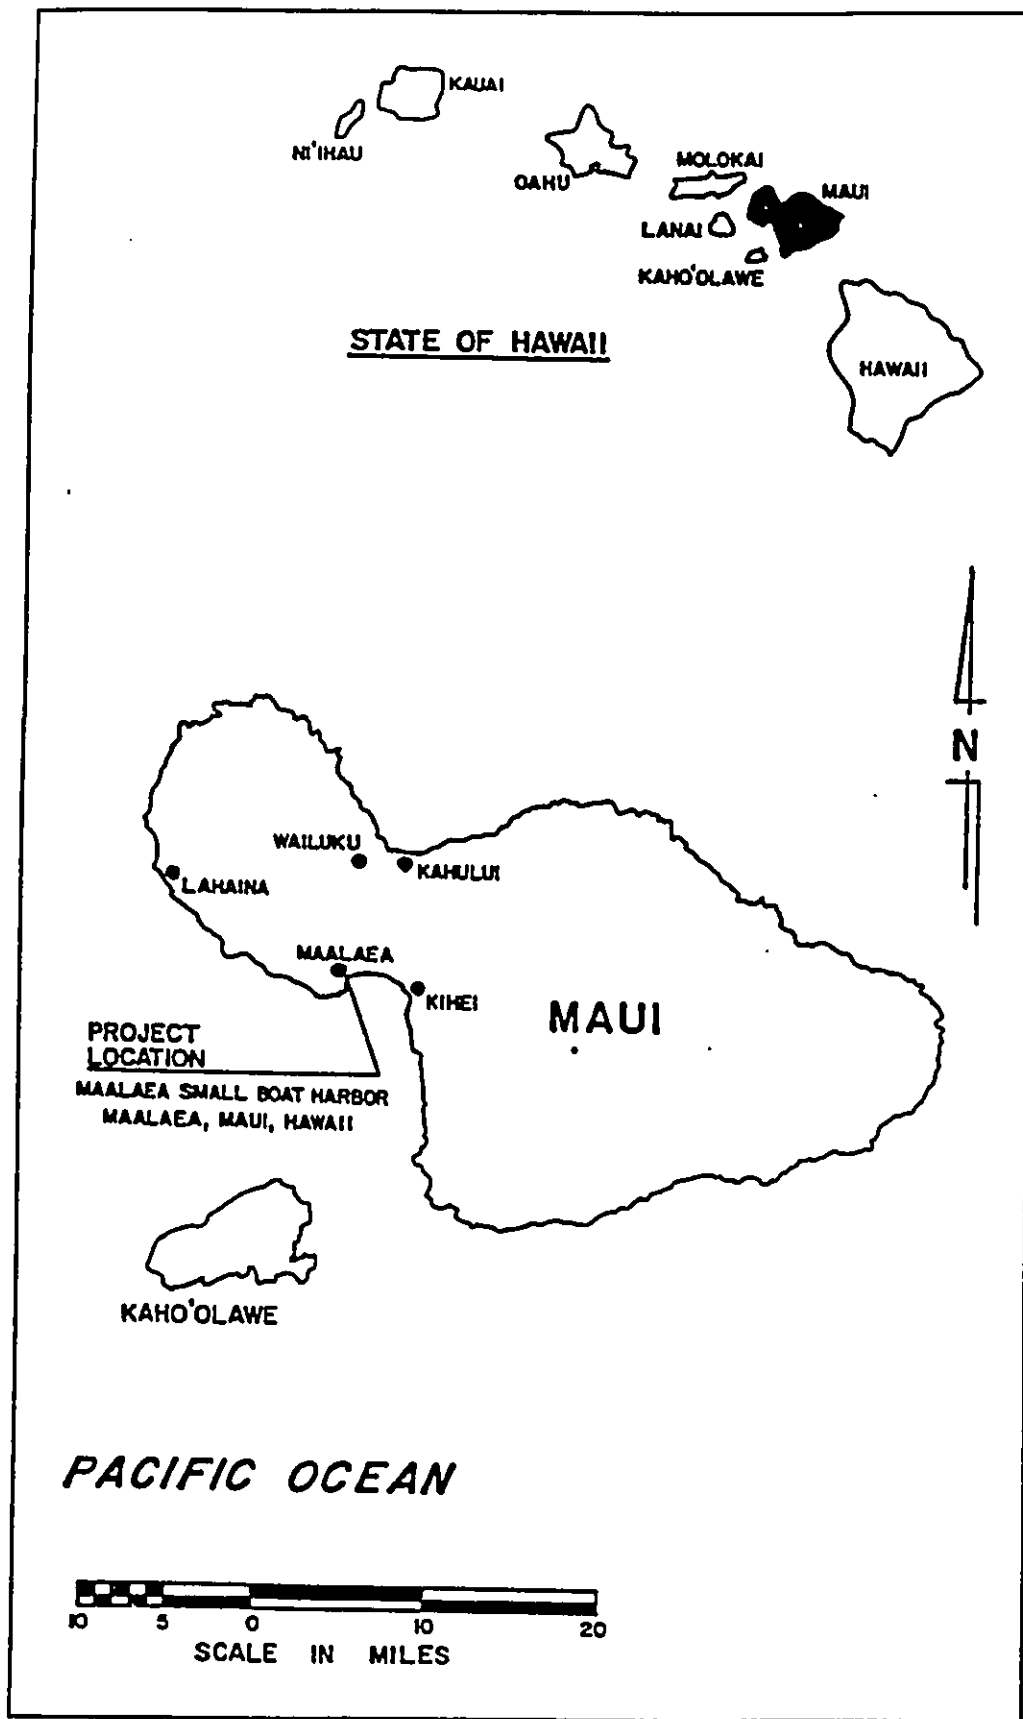 KAUAI
NI'IHAU
OAHU
MOLOKAI
MAUI
LANAI
KAHO'OLAWE
STATE OF HAWAII
HAWAII
N
WAILUKU
KAHULUI
LAHAINA
MAALAEA
KIHEI
MAUI
PROJECT
LOCATION
MAALAEA SMALL BOAT HARBOR
MAALAEA, MAUI, HAWAII
KAHO'OLAWE
PACIFIC OCEAN
10 5 0 10 20
SCALE IN MILES